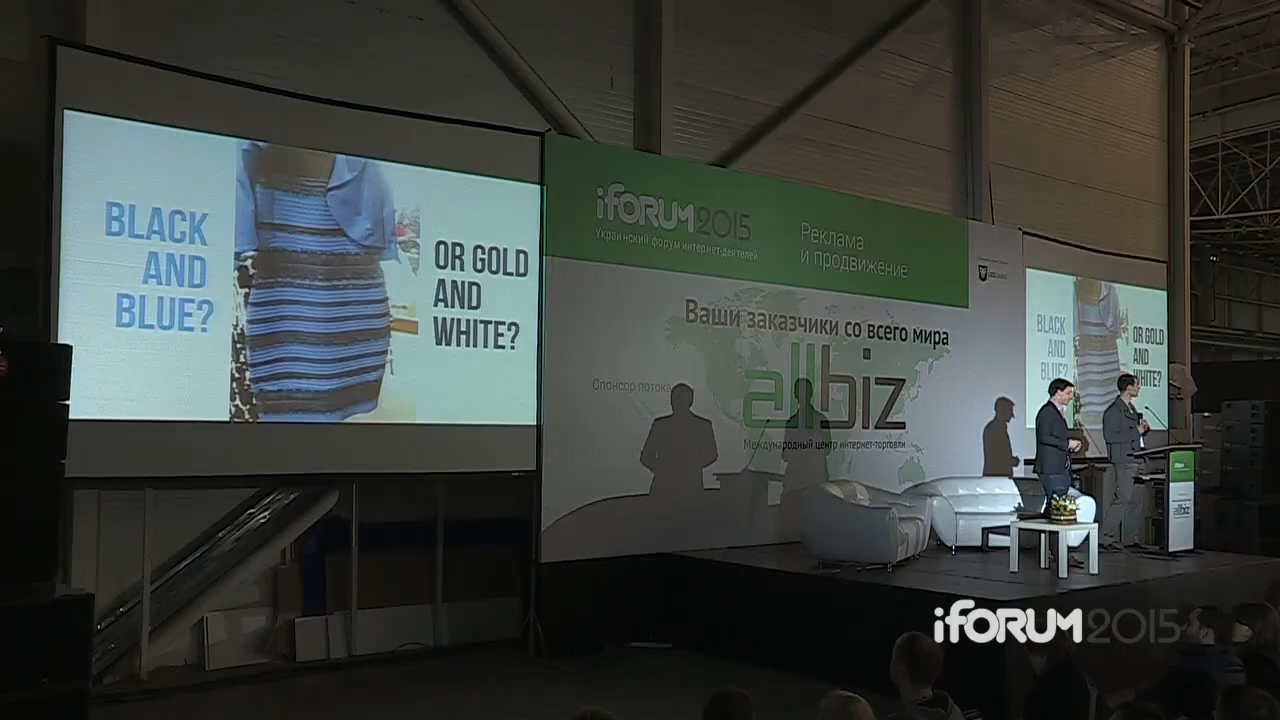 BLACK
AND
BLUE?
OR GOLD
AND
WHITE?
iFORUM2015
Украинский форум интернет-деятелей
Реклама
и продвижение
Ваши заказчики со всего мира
Спонсор потока
allbiz
Международный центр интернет-торговли
BLACK
AND
BLUE?
OR GOLD
AND
WHITE?
iFORUM
allbiz
iFORUM2015